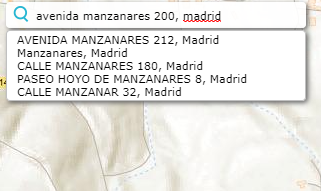 avenida manzanares 200, madrid
AVENIDA MANZANARES 212, Madrid
Manzanares, Madrid
CALLE MANZANARES 180, Madrid
PASEO HOYO DE MANZANARES 8, Madrid
CALLE MANZANAR 32, Madrid